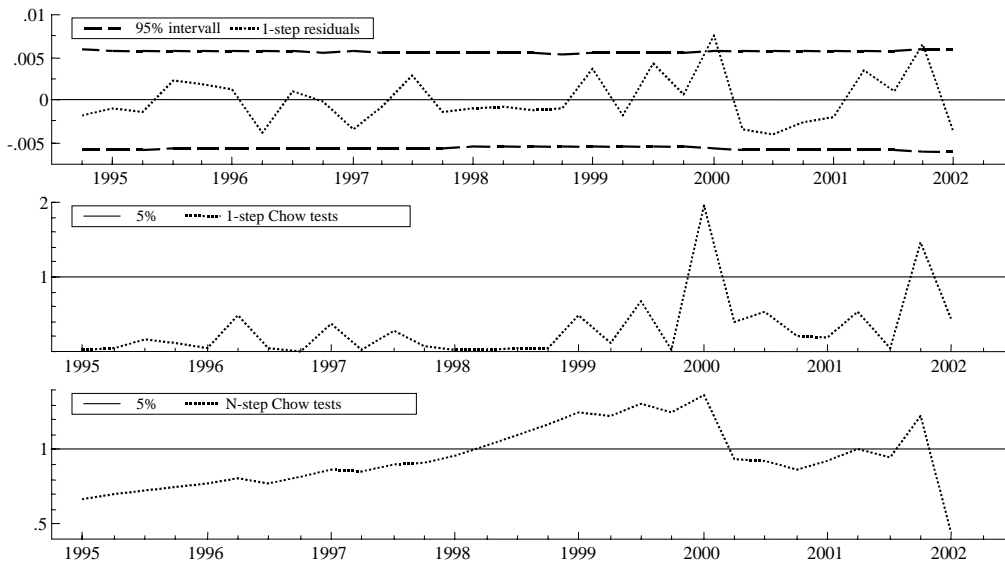 .01
95% intervall 1-step residuals
.005
0
-.005
1995 1996 1997 1998 1999 2000 2001 2002
2
5% 1-step Chow tests
1
1995 1996 1997 1998 1999 2000 2001 2002
5% N-step Chow tests
1
.5
1995 1996 1997 1998 1999 2000 2001 2002